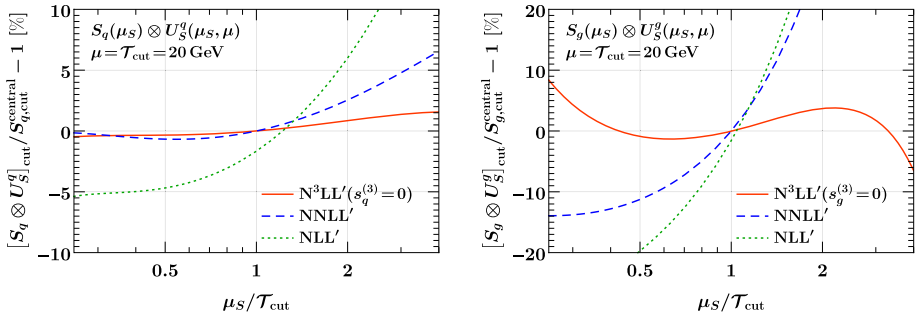 [S_q ⊗ U_S^q]_cut/S_{q,cut}^central − 1 [%]
10
5
0
−5
−10
S_q(μ_S) ⊗ U_S^q(μ_S, μ)
μ = 𝒯_cut = 20 GeV
N³LL′(s_q^(3) = 0)
NNLL′
NLL′
0.5 1 2
μ_S/𝒯_cut
[S_g ⊗ U_S^g]_cut/S_{g,cut}^central − 1 [%]
20
10
0
−10
−20
S_g(μ_S) ⊗ U_S^g(μ_S, μ)
μ = 𝒯_cut = 20 GeV
N³LL′(s_g^(3) = 0)
NNLL′
NLL′
0.5 1 2
μ_S/𝒯_cut